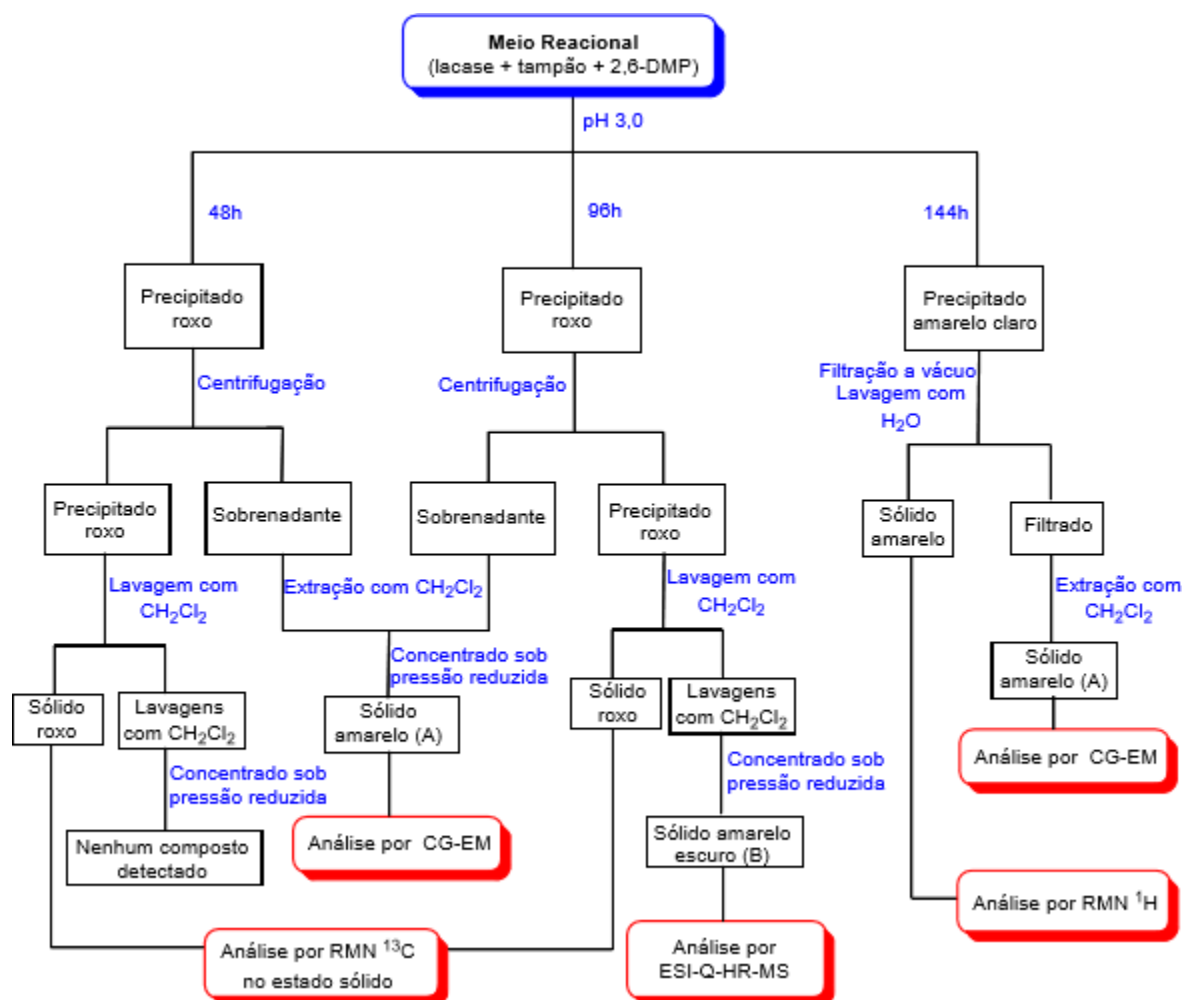 Meio Reacional
(lacase + tampão + 2,6-DMP)
pH 3,0
48h
96h
144h
Precipitado
roxo
Precipitado
roxo
Precipitado
amarelo claro
Centrifugação
Centrifugação
Filtração a vácuo
Lavagem com
H₂O
Precipitado
roxo
Sobrenadante
Sobrenadante
Precipitado
roxo
Sólido
amarelo
Filtrado
Lavagem com
CH₂Cl₂
Extração com CH₂Cl₂
Lavagem com
CH₂Cl₂
Extração com
CH₂Cl₂
Sólido
roxo
Lavagens
com CH₂Cl₂
Concentrado sob
pressão reduzida
Sólido
amarelo (A)
Sólido
roxo
Lavagens
com CH₂Cl₂
Sólido
amarelo (A)
Concentrado sob
pressão reduzida
Concentrado sob
pressão reduzida
Análise por CG-EM
Nenhum composto
detectado
Análise por CG-EM
Sólido amarelo
escuro (B)
Análise por RMN ¹H
Análise por RMN ¹³C
no estado sólido
Análise por
ESI-Q-HR-MS